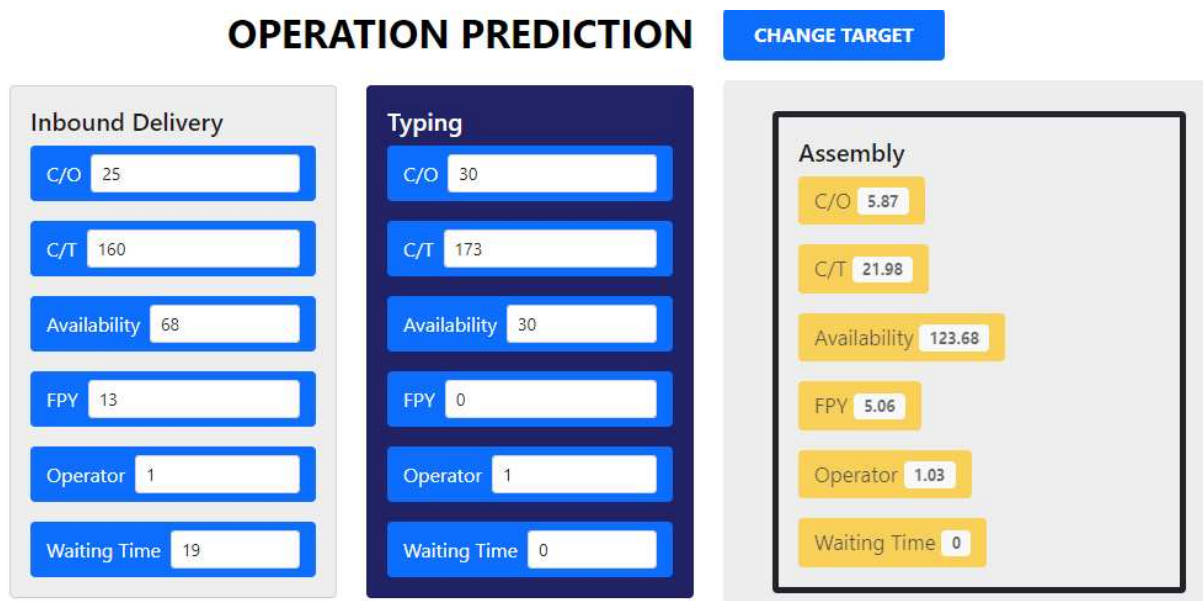 OPERATION PREDICTION
CHANGE TARGET
Inbound Delivery
C/O 25
C/T 160
Availability 68
FPY 13
Operator 1
Waiting Time 19
Typing
C/O 30
C/T 173
Availability 30
FPY 0
Operator 1
Waiting Time 0
Assembly
C/O 5.87
C/T 21.98
Availability 123.68
FPY 5.06
Operator 1.03
Waiting Time 0